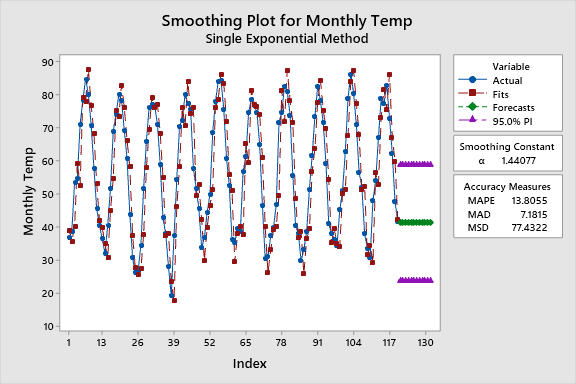 Smoothing Plot for Monthly Temp
Single Exponential Method
Variable
Actual
Fits
Forecasts
95.0% PI
Smoothing Constant
α 1.44077
Accuracy Measures
MAPE 13.8055
MAD 7.1815
MSD 77.4322
Monthly Temp
90
80
70
60
50
40
30
20
10
1 13 26 39 52 65 78 91 104 117 130
Index